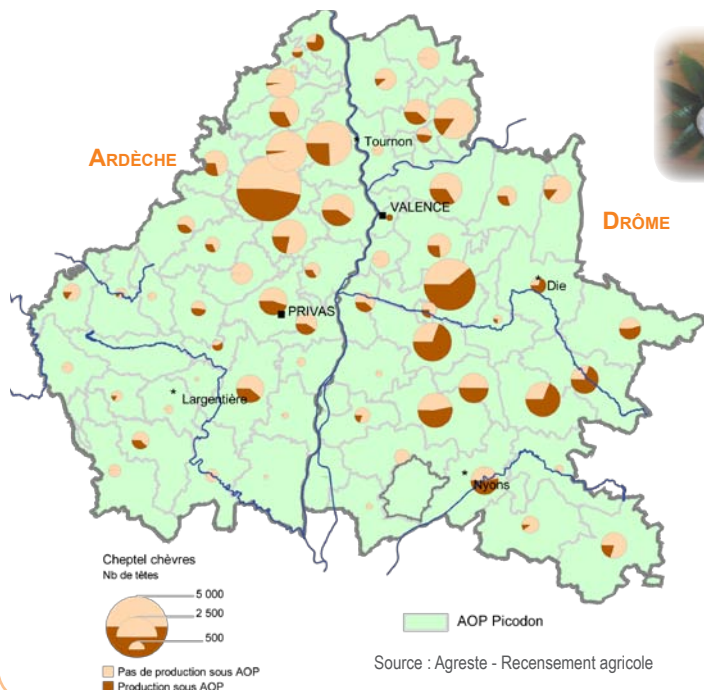 ARDÈCHE
Tournon
VALENCE
DRÔME
Die
PRIVAS
Largentière
Nyons
Cheptel chèvres
Nb de têtes
5 000
2 500
500
Pas de production sous AOP
Production sous AOP
AOP Picodon
Source : Agreste - Recensement agricole